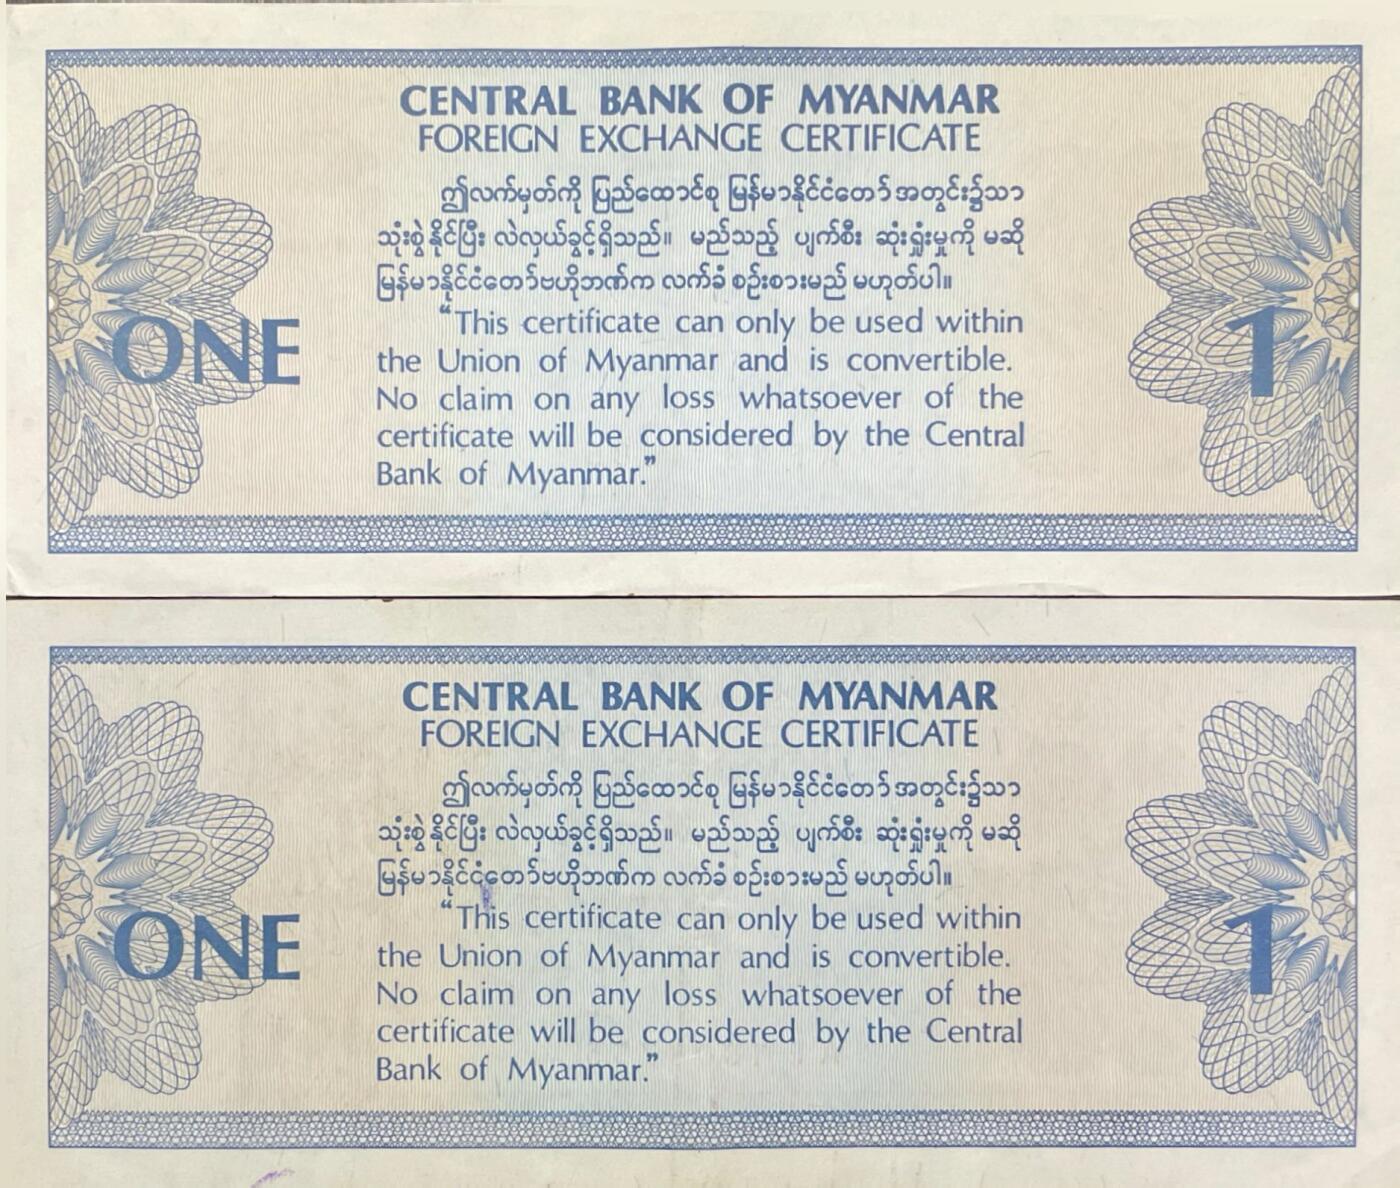 CENTRAL BANK OF MYANMAR
FOREIGN EXCHANGE CERTIFICATE
ဤလက်မှတ်ကို ပြည်ထောင်စု မြန်မာနိုင်ငံတော် အတွင်း၌သာ
သုံးစွဲနိုင်ပြီး လဲလှယ်ခွင့်ရှိသည်။ မည်သည့် ပျက်စီး ဆုံးရှုံးမှုကို မဆို
မြန်မာနိုင်ငံတော်ဗဟိုဘဏ်က လက်ခံ စဉ်းစားမည် မဟုတ်ပါ။
“This certificate can only be used within
the Union of Myanmar and is convertible.
No claim on any loss whatsoever of the
certificate will be considered by the Central
Bank of Myanmar.”
ONE
1
CENTRAL BANK OF MYANMAR
FOREIGN EXCHANGE CERTIFICATE
ဤလက်မှတ်ကို ပြည်ထောင်စု မြန်မာနိုင်ငံတော် အတွင်း၌သာ
သုံးစွဲနိုင်ပြီး လဲလှယ်ခွင့်ရှိသည်။ မည်သည့် ပျက်စီး ဆုံးရှုံးမှုကို မဆို
မြန်မာနိုင်ငံတော်ဗဟိုဘဏ်က လက်ခံ စဉ်းစားမည် မဟုတ်ပါ။
“This certificate can only be used within
the Union of Myanmar and is convertible.
No claim on any loss whatsoever of the
certificate will be considered by the Central
Bank of Myanmar.”
ONE
1